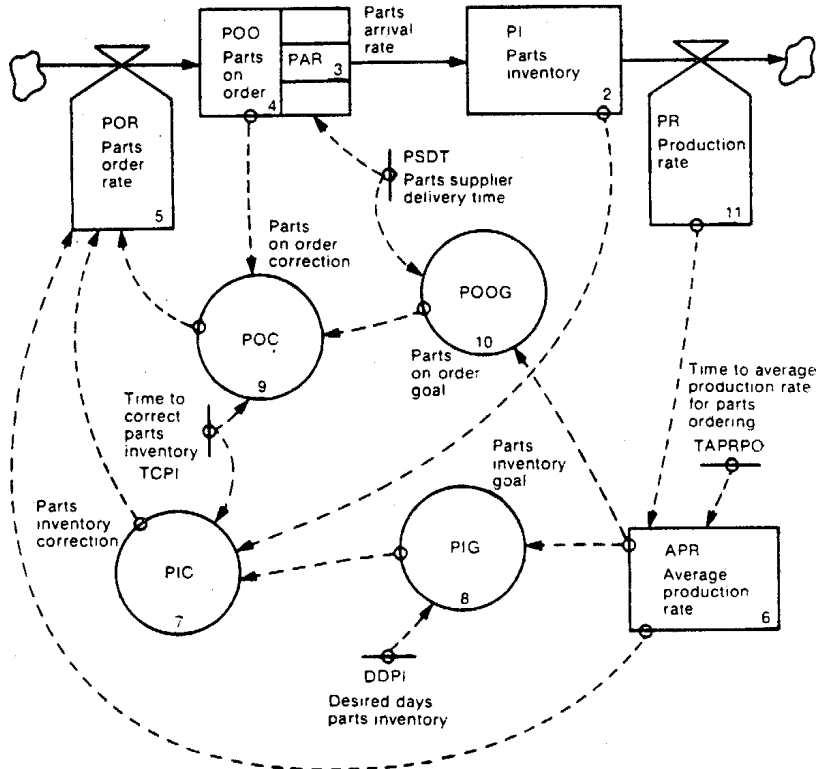 POO
Parts
on
order
4
PAR
3
Parts
arrival
rate
PI
Parts
inventory
2
POR
Parts
order
rate
5
PSDT
Parts supplier
delivery time
PR
Production
rate
11
Parts
on order
correction
POC
9
POOG
10
Parts
on order
goal
Time to
correct
parts
inventory
TCPI
Time to average
production rate
for parts
ordering
TAPRPO
Parts
inventory
goal
Parts
inventory
correction
PIC
7
PIG
8
APR
Average
production
rate
6
DDPI
Desired days
parts inventory